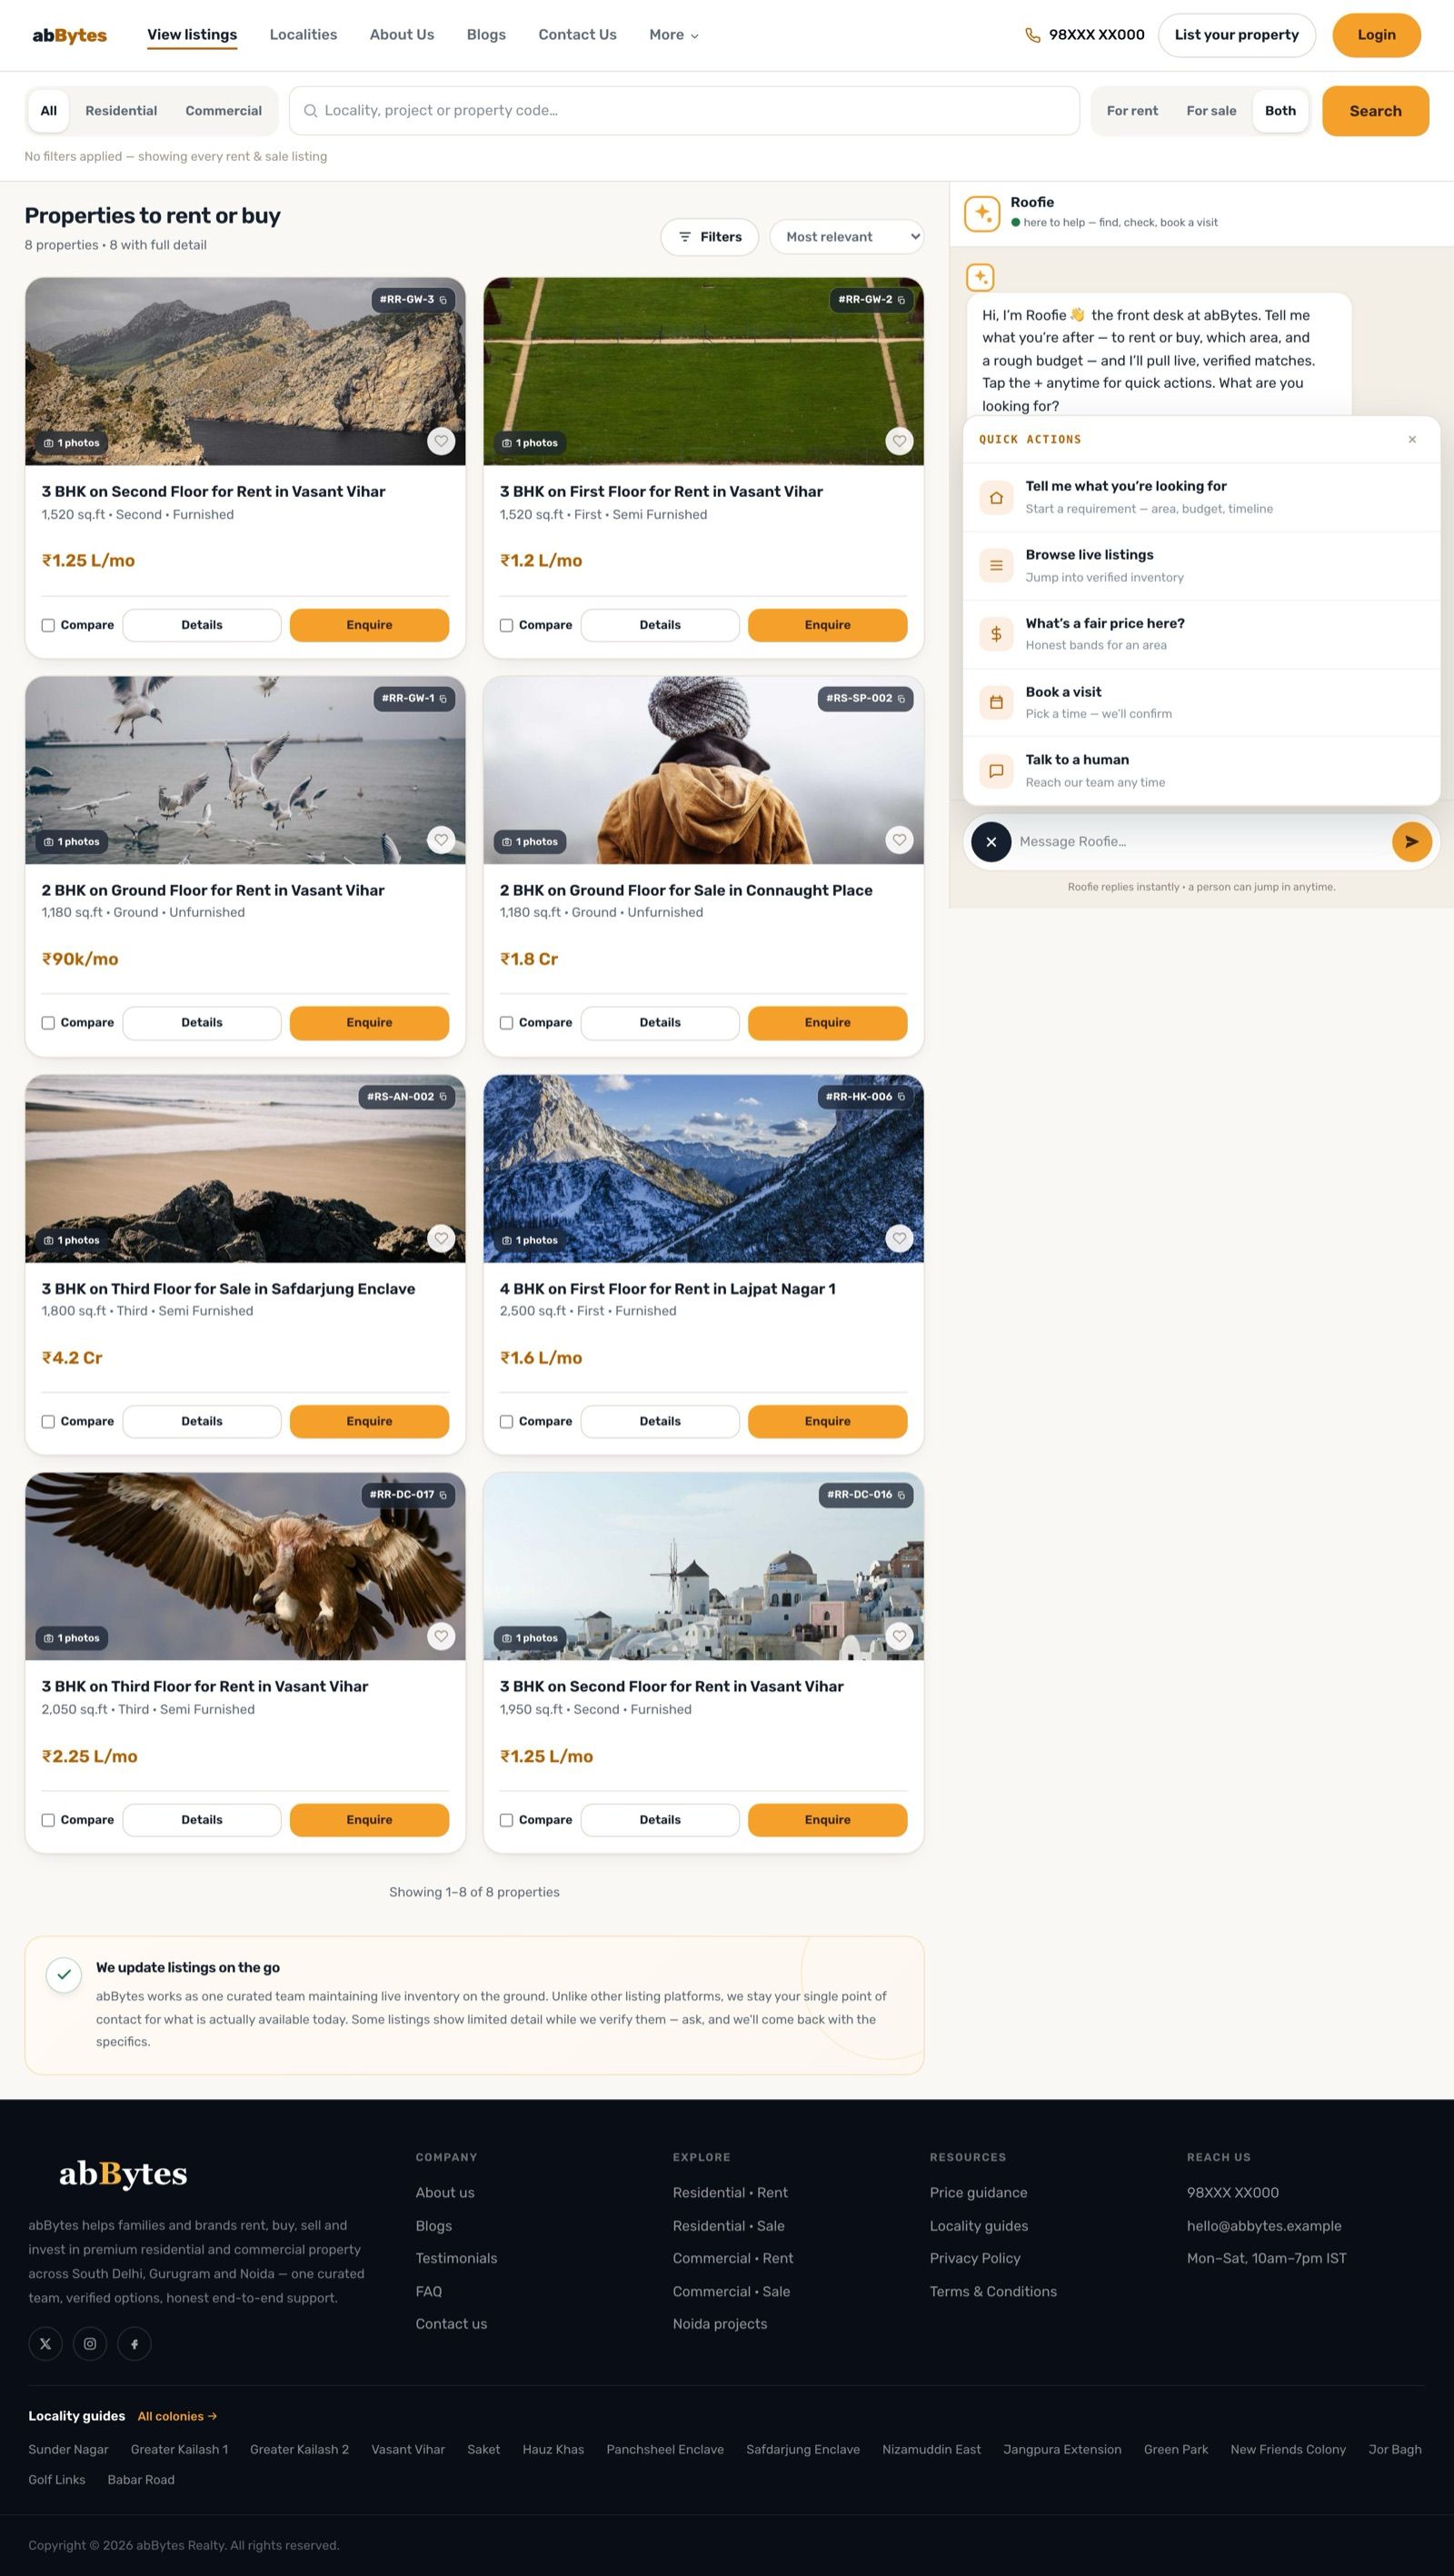 abBytes
View listings
Localities
About Us
Blogs
Contact Us
More
98XXX XX000
List your property
Login
All
Residential
Commercial
Locality, project or property code...
For rent
For sale
Both
Search
No filters applied — showing every rent & sale listing
Properties to rent or buy
8 properties • 8 with full detail
Filters
Most relevant
#RR-GW-3
1 photos
3 BHK on Second Floor for Rent in Vasant Vihar
1,520 sq.ft • Second • Furnished
₹1.25 L/mo
Compare
Details
Enquire
#RR-GW-2
1 photos
3 BHK on First Floor for Rent in Vasant Vihar
1,520 sq.ft • First • Semi Furnished
₹1.2 L/mo
Compare
Details
Enquire
#RR-GW-1
1 photos
2 BHK on Ground Floor for Rent in Vasant Vihar
1,180 sq.ft • Ground • Unfurnished
₹90k/mo
Compare
Details
Enquire
#RS-SP-002
1 photos
2 BHK on Ground Floor for Sale in Connaught Place
1,180 sq.ft • Ground • Unfurnished
₹1.8 Cr
Compare
Details
Enquire
#RS-AN-002
1 photos
3 BHK on Third Floor for Sale in Safdarjung Enclave
1,800 sq.ft • Third • Semi Furnished
₹4.2 Cr
Compare
Details
Enquire
#RR-HK-006
1 photos
4 BHK on First Floor for Rent in Lajpat Nagar 1
2,500 sq.ft • First • Furnished
₹1.6 L/mo
Compare
Details
Enquire
#RR-DC-017
1 photos
3 BHK on Third Floor for Rent in Vasant Vihar
2,050 sq.ft • Third • Semi Furnished
₹2.25 L/mo
Compare
Details
Enquire
#RR-DC-016
1 photos
3 BHK on Second Floor for Rent in Vasant Vihar
1,950 sq.ft • Second • Furnished
₹1.25 L/mo
Compare
Details
Enquire
Showing 1–8 of 8 properties
We update listings on the go
abBytes works as one curated team maintaining live inventory on the ground. Unlike other listing platforms, we stay your single point of
contact for what is actually available today. Some listings show limited detail while we verify them — ask, and we'll come back with the
specifics.
Roofie
here to help — find, check, book a visit
Hi, I'm Roofie 👋 the front desk at abBytes. Tell me
what you're after — to rent or buy, which area, and
a rough budget — and I'll pull live, verified matches.
Tap the + anytime for quick actions. What are you
looking for?
QUICK ACTIONS
Tell me what you're looking for
Start a requirement — area, budget, timeline
Browse live listings
Jump into verified inventory
What's a fair price here?
Honest bands for an area
Book a visit
Pick a time — we'll confirm
Talk to a human
Reach our team any time
Message Roofie...
Roofie replies instantly • a person can jump in anytime.
abBytes
abBytes helps families and brands rent, buy, sell and
invest in premium residential and commercial property
across South Delhi, Gurugram and Noida — one curated
team, verified options, honest end-to-end support.
COMPANY
About us
Blogs
Testimonials
FAQ
Contact us
EXPLORE
Residential • Rent
Residential • Sale
Commercial • Rent
Commercial • Sale
Noida projects
RESOURCES
Price guidance
Locality guides
Privacy Policy
Terms & Conditions
REACH US
98XXX XX000
hello@abbytes.example
Mon–Sat, 10am–7pm IST
Locality guides
All colonies →
Sunder Nagar
Greater Kailash 1
Greater Kailash 2
Vasant Vihar
Saket
Hauz Khas
Panchsheel Enclave
Safdarjung Enclave
Nizamuddin East
Jangpura Extension
Green Park
New Friends Colony
Jor Bagh
Golf Links
Babar Road
Copyright © 2026 abBytes Realty. All rights reserved.